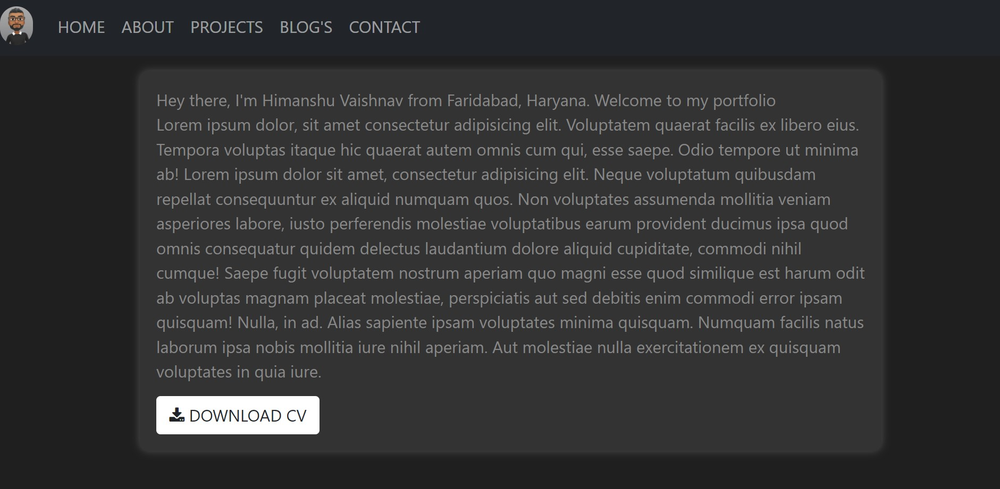 HOME ABOUT PROJECTS BLOG'S CONTACT
Hey there, I'm Himanshu Vaishnav from Faridabad, Haryana. Welcome to my portfolio
Lorem ipsum dolor, sit amet consectetur adipisicing elit. Voluptatem quaerat facilis ex libero eius.
Tempora voluptas itaque hic quaerat autem omnis cum qui, esse saepe. Odio tempore ut minima
ab! Lorem ipsum dolor sit amet, consectetur adipisicing elit. Neque voluptatum quibusdam
repellat consequuntur ex aliquid numquam quos. Non voluptates assumenda mollitia veniam
asperiores labore, iusto perferendis molestiae voluptatibus earum provident ducimus ipsa quod
omnis consequatur quidem delectus laudantium dolore aliquid cupiditate, commodi nihil
cumque! Saepe fugit voluptatem nostrum aperiam quo magni esse quod similique est harum odit
ab voluptas magnam placeat molestiae, perspiciatis aut sed debitis enim commodi error ipsam
quisquam! Nulla, in ad. Alias sapiente ipsam voluptates minima quisquam. Numquam facilis natus
laborum ipsa nobis mollitia iure nihil aperiam. Aut molestiae nulla exercitationem ex quisquam
voluptates in quia iure.
DOWNLOAD CV